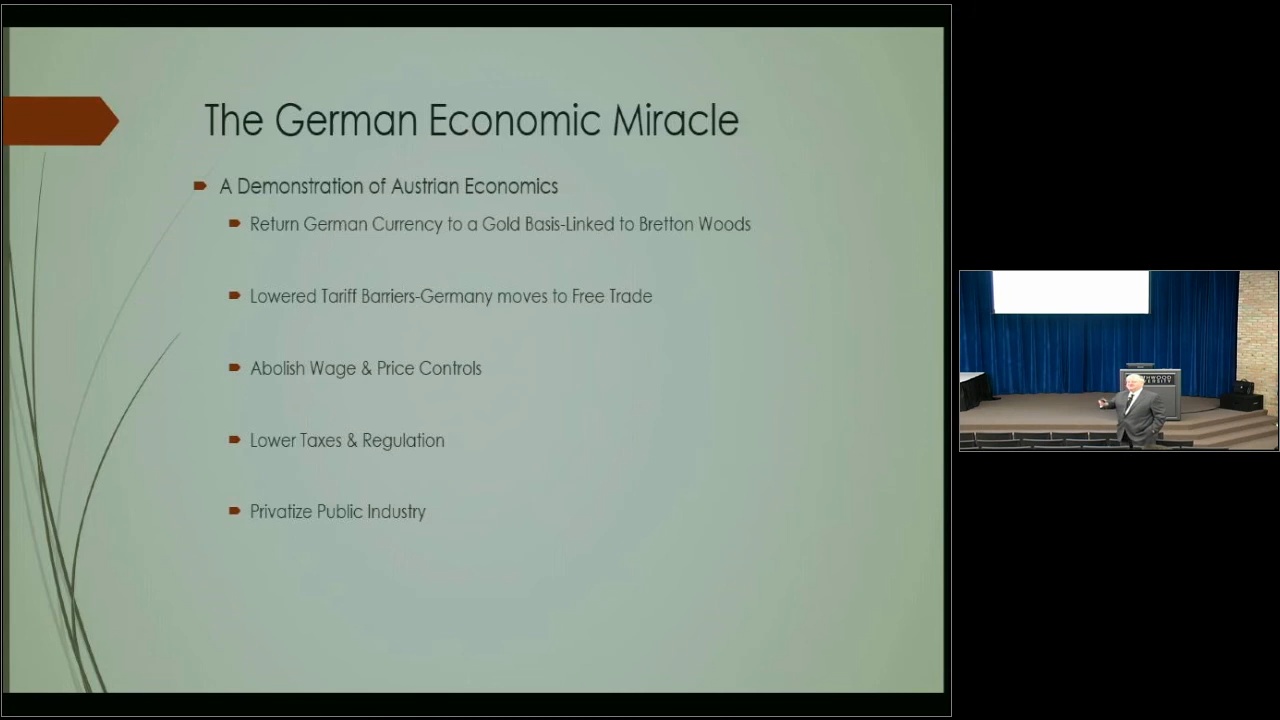 The German Economic Miracle
A Demonstration of Austrian Economics
Return German Currency to a Gold Basis-Linked to Bretton Woods
Lowered Tariff Barriers-Germany moves to Free Trade
Abolish Wage & Price Controls
Lower Taxes & Regulation
Privatize Public Industry